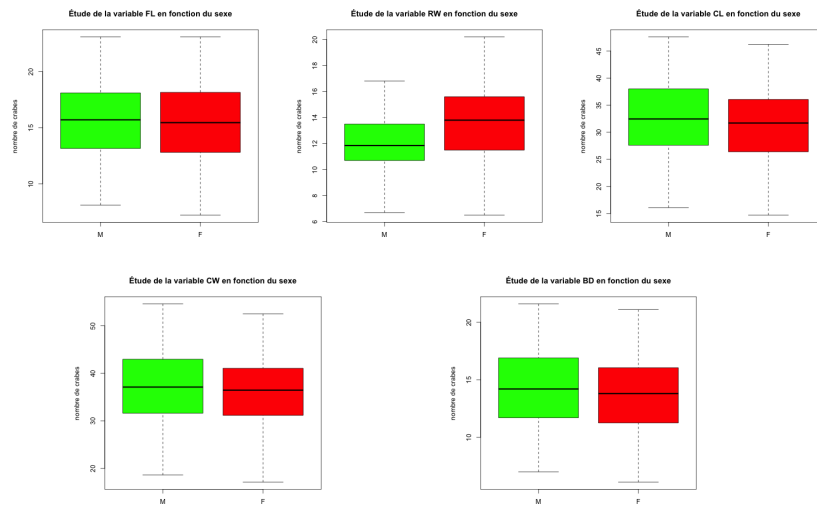 Étude de la variable FL en fonction du sexe
nombre de crabes
20
15
10
M F
Étude de la variable RW en fonction du sexe
nombre de crabes
20
18
16
14
12
10
8
6
M F
Étude de la variable CL en fonction du sexe
nombre de crabes
45
40
35
30
25
20
15
M F
Étude de la variable CW en fonction du sexe
nombre de crabes
50
40
30
20
M F
Étude de la variable BD en fonction du sexe
nombre de crabes
20
15
10
M F